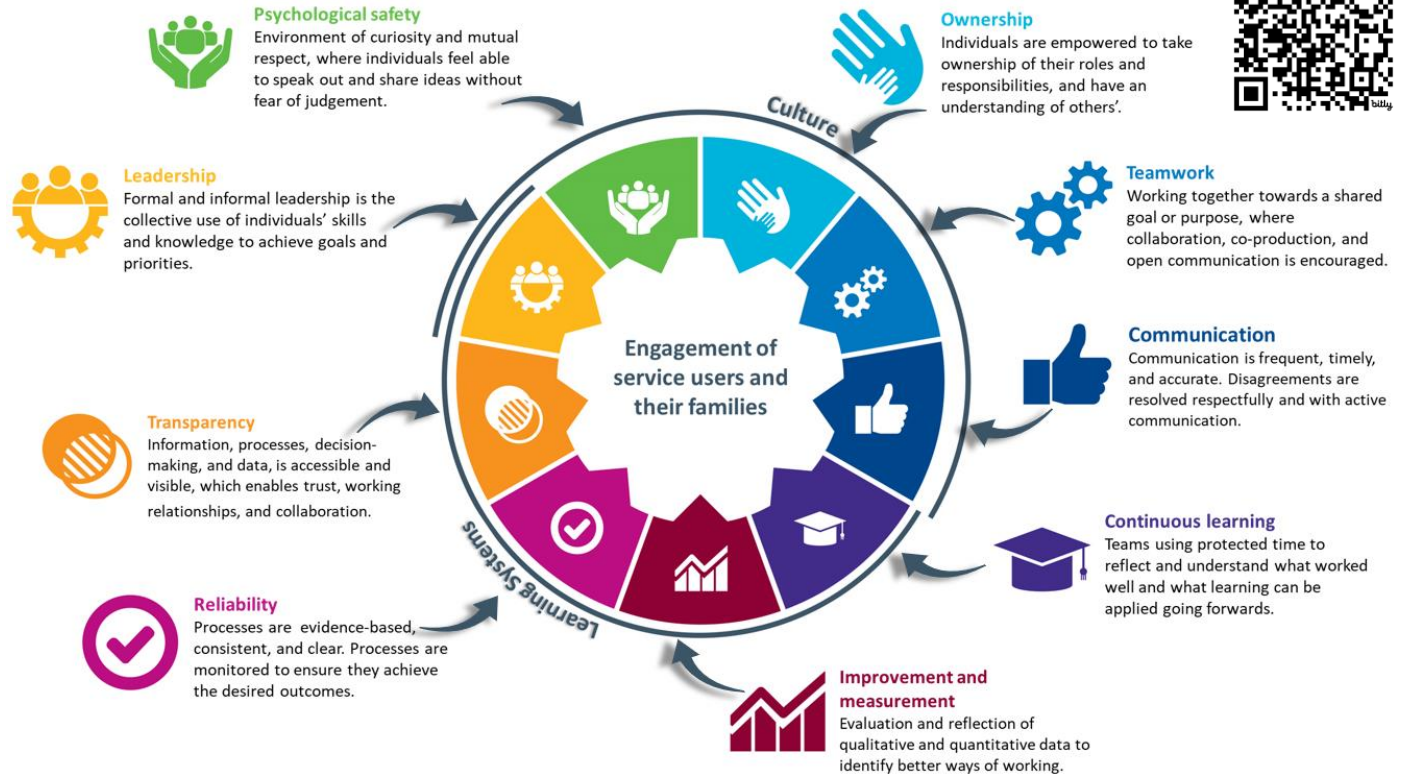 Psychological safety
Environment of curiosity and mutual
respect, where individuals feel able
to speak out and share ideas without
fear of judgement.
Ownership
Individuals are empowered to take
ownership of their roles and
responsibilities, and have an
understanding of others’.
bitly
Culture
Leadership
Formal and informal leadership is the
collective use of individuals’ skills
and knowledge to achieve goals and
priorities.
Teamwork
Working together towards a shared
goal or purpose, where
collaboration, co-production, and
open communication is encouraged.
Engagement of
service users and
their families
Communication
Communication is frequent, timely,
and accurate. Disagreements are
resolved respectfully and with active
communication.
Transparency
Information, processes, decision-
making, and data, is accessible and
visible, which enables trust, working
relationships, and collaboration.
Continuous learning
Teams using protected time to
reflect and understand what worked
well and what learning can be
applied going forwards.
Learning Systems
Reliability
Processes are evidence-based,
consistent, and clear. Processes are
monitored to ensure they achieve
the desired outcomes.
Improvement and
measurement
Evaluation and reflection of
qualitative and quantitative data to
identify better ways of working.